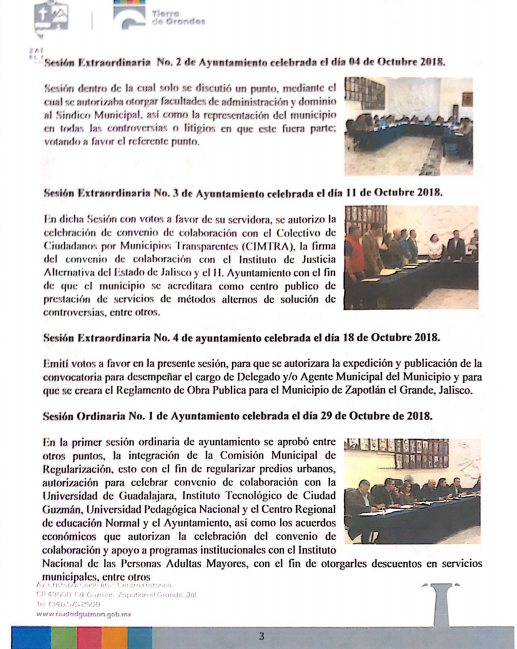 Tierra
de Grandes
Sesión Extraordinaria No. 2 de Ayuntamiento celebrada el día 04 de Octubre 2018.
Sesión dentro de la cual solo se discutió un punto, mediante el
cual se autorizaba otorgar facultades de administración y dominio
al Síndico Municipal, así como la representación del municipio
en todas las controversias o litigios en que este fuera parte;
votando a favor el referente punto.
Sesión Extraordinaria No. 3 de Ayuntamiento celebrada el día 11 de Octubre 2018.
En dicha Sesión con votos a favor de su servidora, se autorizo la
celebración de convenio de colaboración con el Colectivo de
Ciudadanos por Municipios Transparentes (CIMTRA), la firma
del convenio de colaboración con el Instituto de Justicia
Alternativa del Estado de Jalisco y el H. Ayuntamiento con el fin
de que el municipio se acreditara como centro publico de
prestación de servicios de métodos alternos de solución de
controversias, entre otros.
Sesión Extraordinaria No. 4 de ayuntamiento celebrada el día 18 de Octubre 2018.
Emití votos a favor en la presente sesión, para que se autorizara la expedición y publicación de la
convocatoria para desempeñar el cargo de Delegado y/o Agente Municipal del Municipio y para
que se creara el Reglamento de Obra Publica para el Municipio de Zapotlán el Grande, Jalisco.
Sesión Ordinaria No. 1 de Ayuntamiento celebrada el día 29 de Octubre de 2018.
En la primer sesión ordinaria de ayuntamiento se aprobó entre
otros puntos, la integración de la Comisión Municipal de
Regularización, esto con el fin de regularizar predios urbanos,
autorización para celebrar convenio de colaboración con la
Universidad de Guadalajara, Instituto Tecnológico de Ciudad
Guzmán, Universidad Pedagógica Nacional y el Centro Regional
de educación Normal y el Ayuntamiento, así como los acuerdos
económicos que autorizan la celebración del convenio de
colaboración y apoyo a programas institucionales con el Instituto
Nacional de las Personas Adultas Mayores, con el fin de otorgarles descuentos en servicios
municipales, entre otros
CP 49000. Cd. Guzmán, Zapotlán el Grande, Jal.
www.ciudadguzman.gob.mx
3